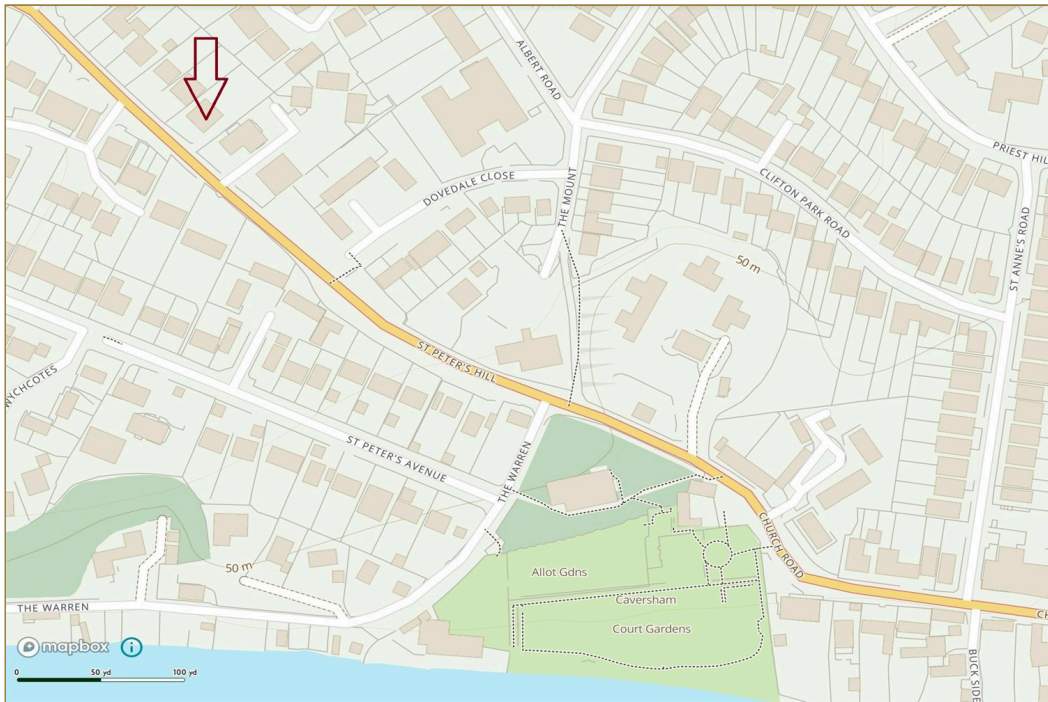 ALBERT ROAD
PRIEST HIL
DOVEDALE CLOSE
THE MOUNT
CLIFTON PARK ROAD
ST ANNE'S ROAD
50 m
ST PETER'S HILL
WYCHCOTES
ST PETER'S AVENUE
THE WARREN
CHURCH ROAD
50 m
Allot Gdns
Caversham
Court Gardens
THE WARREN
CH
BUCK SIDE
mapbox i
0 50 yd 100 yd